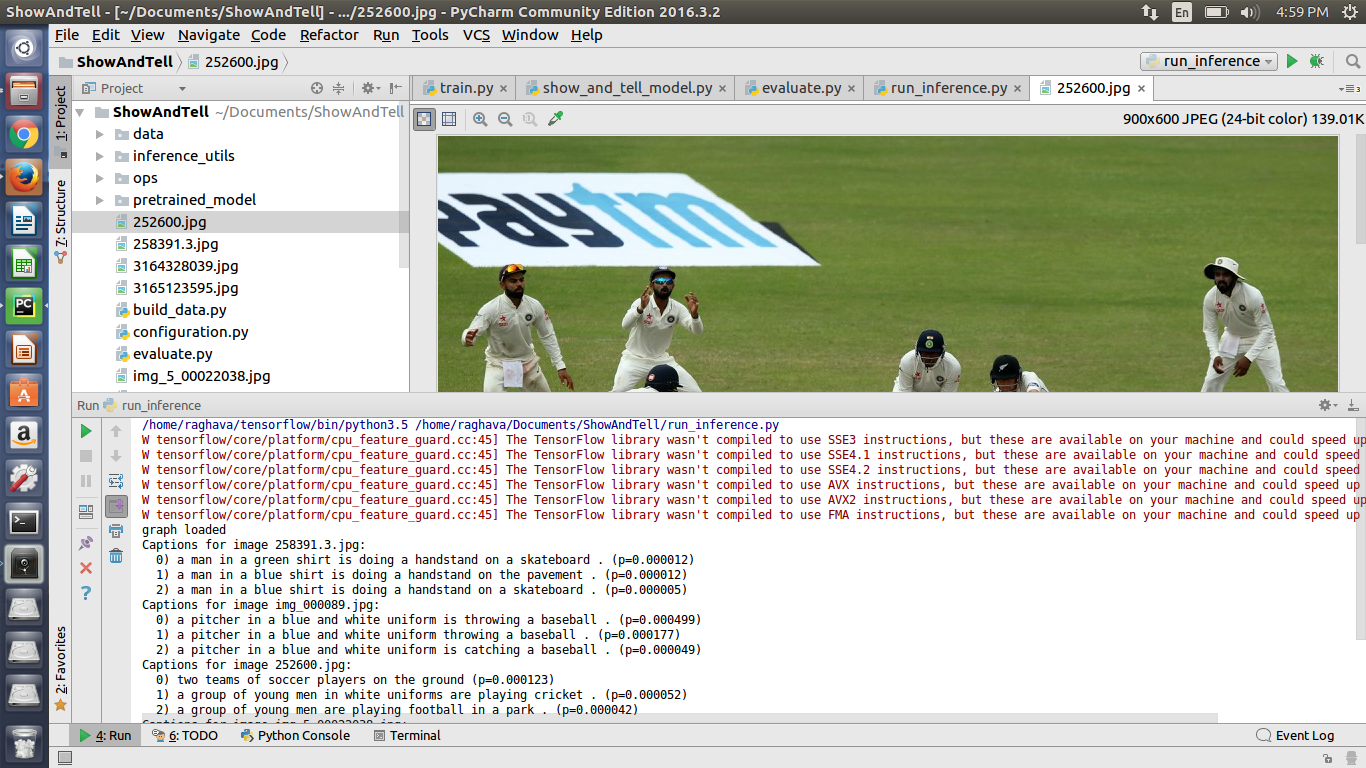 ShowAndTell - [~/Documents/ShowAndTell] - .../252600.jpg - PyCharm Community Edition 2016.3.2
En
4:59 PM
File Edit View Navigate Code Refactor Run Tools VCS Window Help
ShowAndTell
252600.jpg
run_inference
1: Project
7: Structure
2: Favorites
Project
train.py
show_and_tell_model.py
evaluate.py
run_inference.py
252600.jpg
3
ShowAndTell ~/Documents/ShowAndTell
data
inference_utils
ops
pretrained_model
252600.jpg
258391.3.jpg
3164328039.jpg
3165123595.jpg
build_data.py
configuration.py
evaluate.py
img_5_00022038.jpg
900x600 JPEG (24-bit color) 139.01K
Paytm
PC
Run run_inference
/home/raghava/tensorflow/bin/python3.5 /home/raghava/Documents/ShowAndTell/run_inference.py
W tensorflow/core/platform/cpu_feature_guard.cc:45] The TensorFlow library wasn't compiled to use SSE3 instructions, but these are available on your machine and could speed up
W tensorflow/core/platform/cpu_feature_guard.cc:45] The TensorFlow library wasn't compiled to use SSE4.1 instructions, but these are available on your machine and could speed
W tensorflow/core/platform/cpu_feature_guard.cc:45] The TensorFlow library wasn't compiled to use SSE4.2 instructions, but these are available on your machine and could speed
W tensorflow/core/platform/cpu_feature_guard.cc:45] The TensorFlow library wasn't compiled to use AVX instructions, but these are available on your machine and could speed up
W tensorflow/core/platform/cpu_feature_guard.cc:45] The TensorFlow library wasn't compiled to use AVX2 instructions, but these are available on your machine and could speed up
W tensorflow/core/platform/cpu_feature_guard.cc:45] The TensorFlow library wasn't compiled to use FMA instructions, but these are available on your machine and could speed up
graph loaded
Captions for image 258391.3.jpg:
0) a man in a green shirt is doing a handstand on a skateboard . (p=0.000012)
1) a man in a blue shirt is doing a handstand on the pavement . (p=0.000012)
2) a man in a blue shirt is doing a handstand on a skateboard . (p=0.000005)
Captions for image img_000089.jpg:
0) a pitcher in a blue and white uniform is throwing a baseball . (p=0.000499)
1) a pitcher in a blue and white uniform throwing a baseball . (p=0.000177)
2) a pitcher in a blue and white uniform is catching a baseball . (p=0.000049)
Captions for image 252600.jpg:
0) two teams of soccer players on the ground (p=0.000123)
1) a group of young men in white uniforms are playing cricket . (p=0.000052)
2) a group of young men are playing football in a park . (p=0.000042)
Captions for image img_5_00022038.jpg:
4: Run
6: TODO
Python Console
Terminal
Event Log